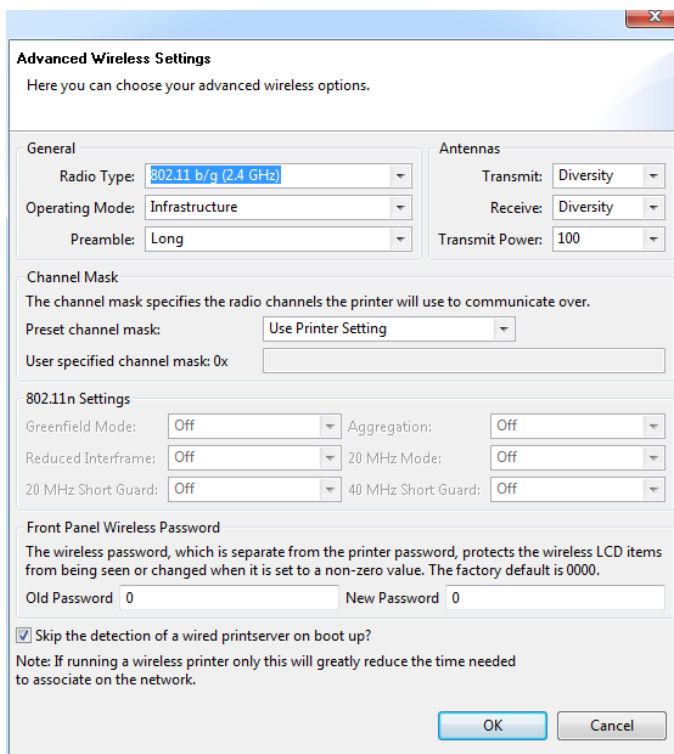 Advanced Wireless Settings
Here you can choose your advanced wireless options.
General
Radio Type: 802.11 b/g (2.4 GHz)
Operating Mode: Infrastructure
Preamble: Long
Antennas
Transmit: Diversity
Receive: Diversity
Transmit Power: 100
Channel Mask
The channel mask specifies the radio channels the printer will use to communicate over.
Preset channel mask: Use Printer Setting
User specified channel mask: 0x
802.11n Settings
Greenfield Mode: Off Aggregation: Off
Reduced Interframe: Off 20 MHz Mode: Off
20 MHz Short Guard: Off 40 MHz Short Guard: Off
Front Panel Wireless Password
The wireless password, which is separate from the printer password, protects the wireless LCD items
from being seen or changed when it is set to a non-zero value. The factory default is 0000.
Old Password 0 New Password 0
Skip the detection of a wired printserver on boot up?
Note: If running a wireless printer only this will greatly reduce the time needed
to associate on the network.
OK Cancel